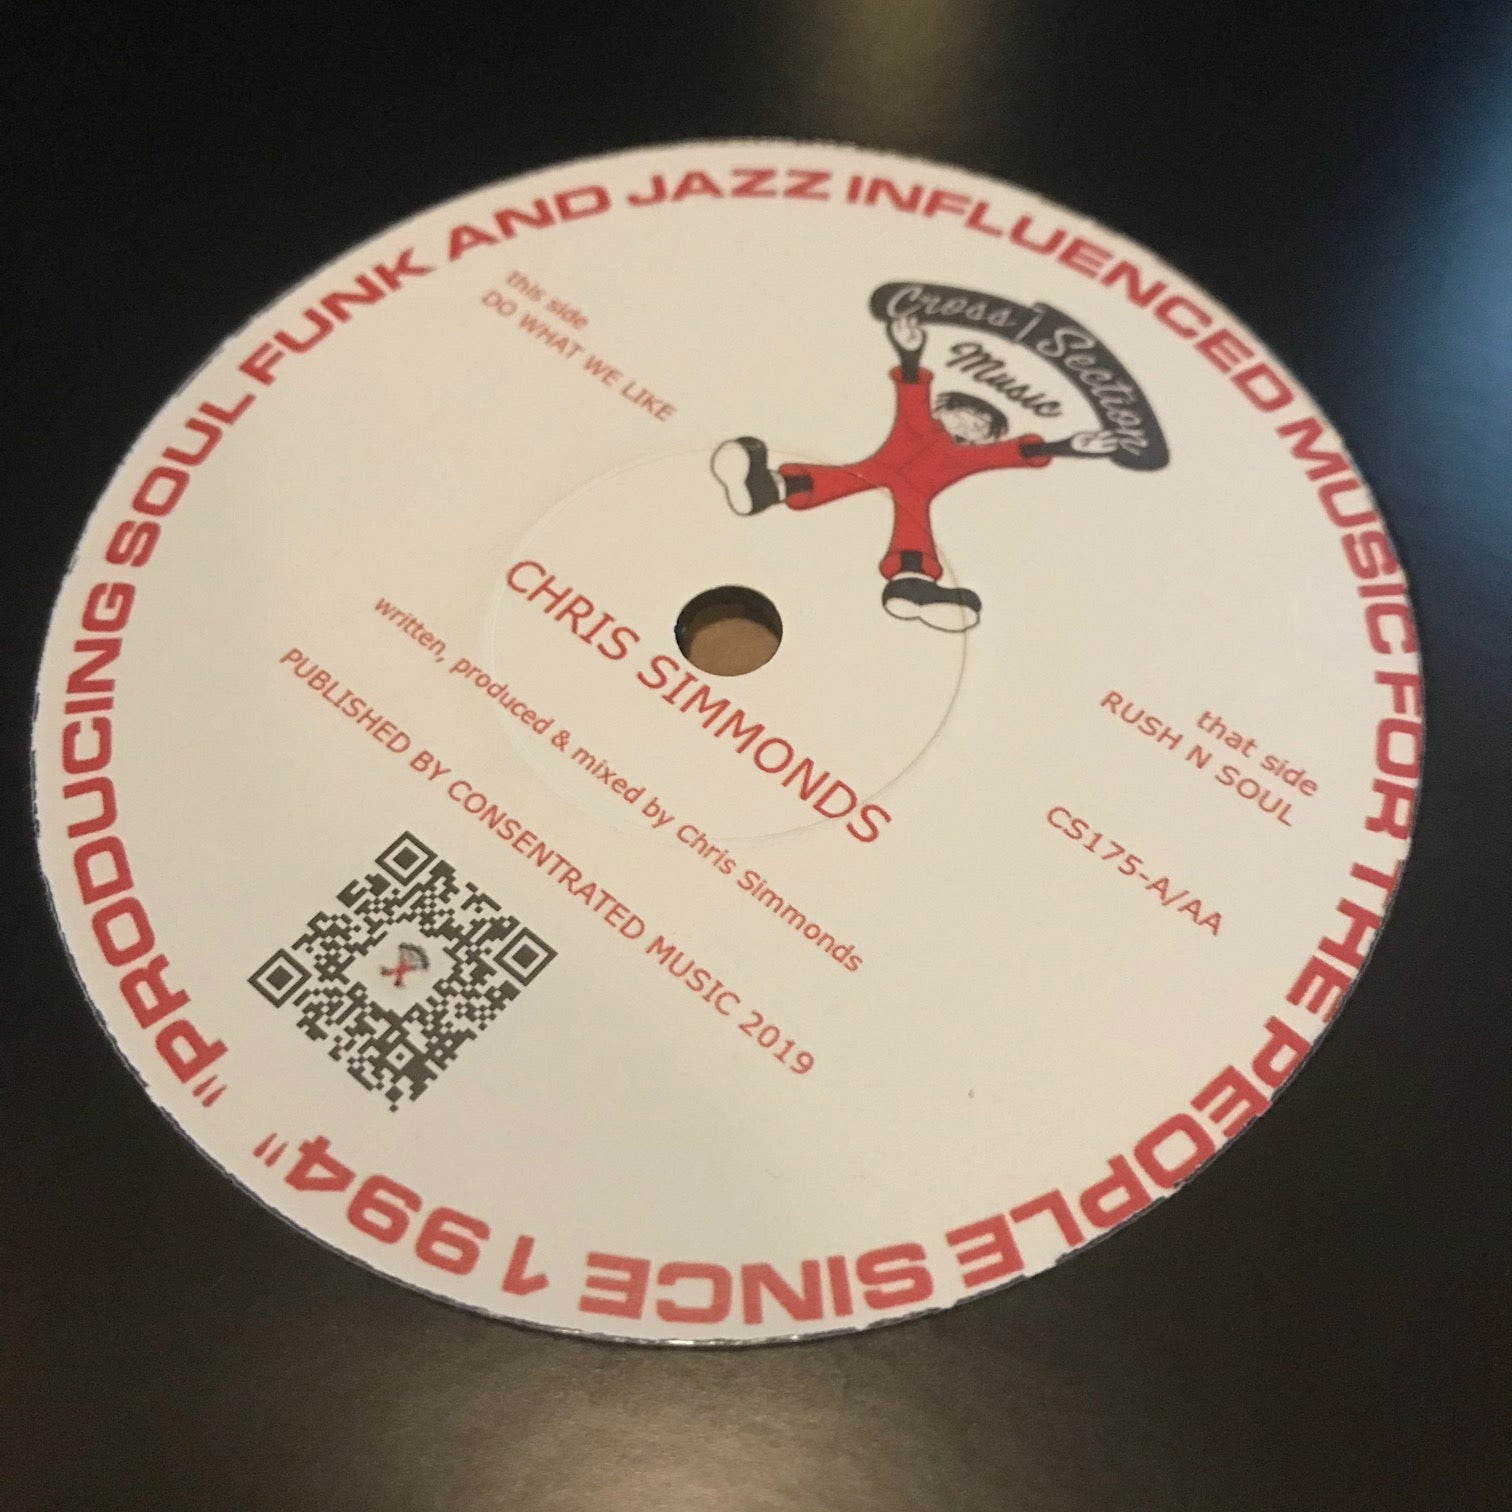 "PRODUCING SOUL FUNK AND JAZZ INFLUENCED MUSIC FOR THE PEOPLE SINCE 1994"
Cross Section
Music
this side
DO WHAT WE LIKE
that side
RUSH N SOUL
CS175-A/AA
CHRIS SIMMONDS
written, produced & mixed by Chris Simmonds
PUBLISHED BY CONSENTRATED MUSIC 2019